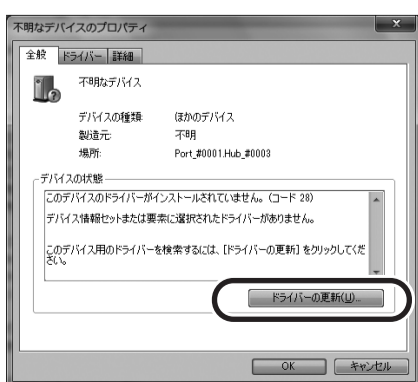 不明なデバイスのプロパティ
全般 ドライバー 詳細
不明なデバイス
デバイスの種類: ほかのデバイス
製造元: 不明
場所: Port_#0001.Hub_#0003
デバイスの状態
このデバイスのドライバーがインストールされていません。(コード 28)
デバイス情報セットまたは要素に選択されたドライバーがありません。
このデバイス用のドライバーを検索するには、[ドライバーの更新] をクリックしてくだ
さい。
ドライバーの更新(U)...
OK キャンセル